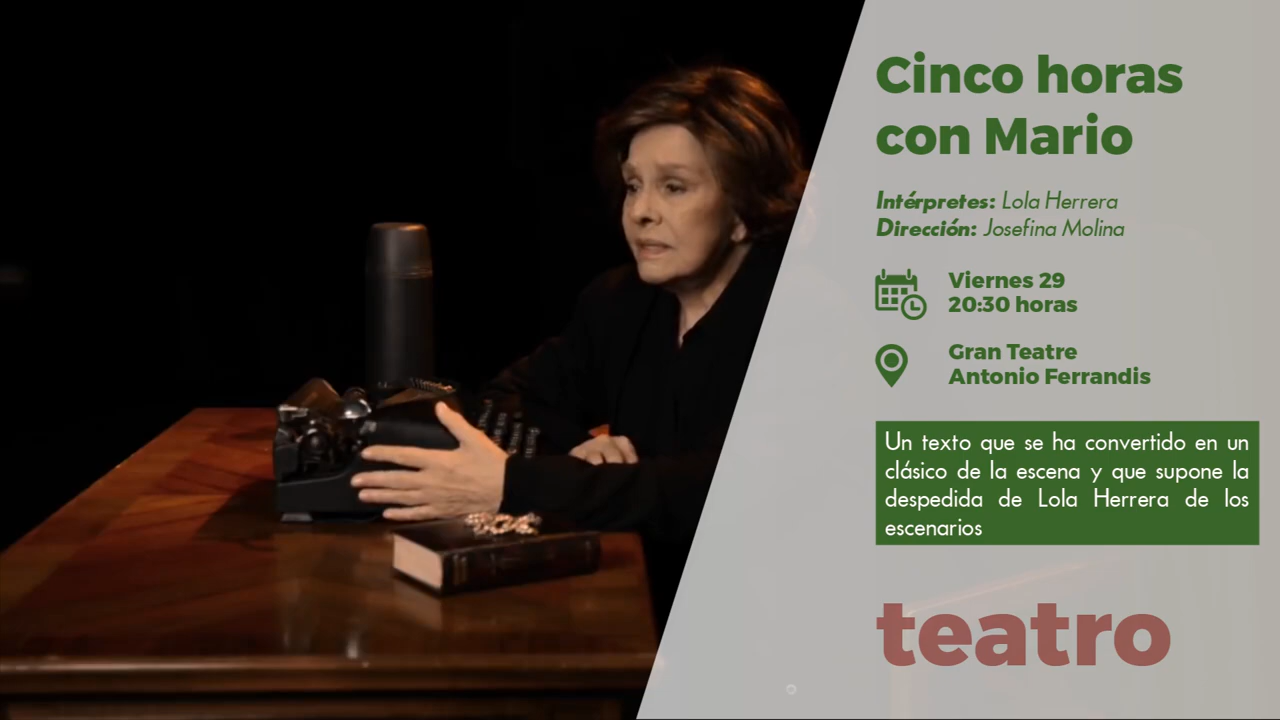 Cinco horas
con Mario
Intérpretes: Lola Herrera
Dirección: Josefina Molina
Viernes 29
20:30 horas
Gran Teatre
Antonio Ferrandis
Un texto que se ha convertido en un
clásico de la escena y que supone la
despedida de Lola Herrera de los
escenarios
teatro